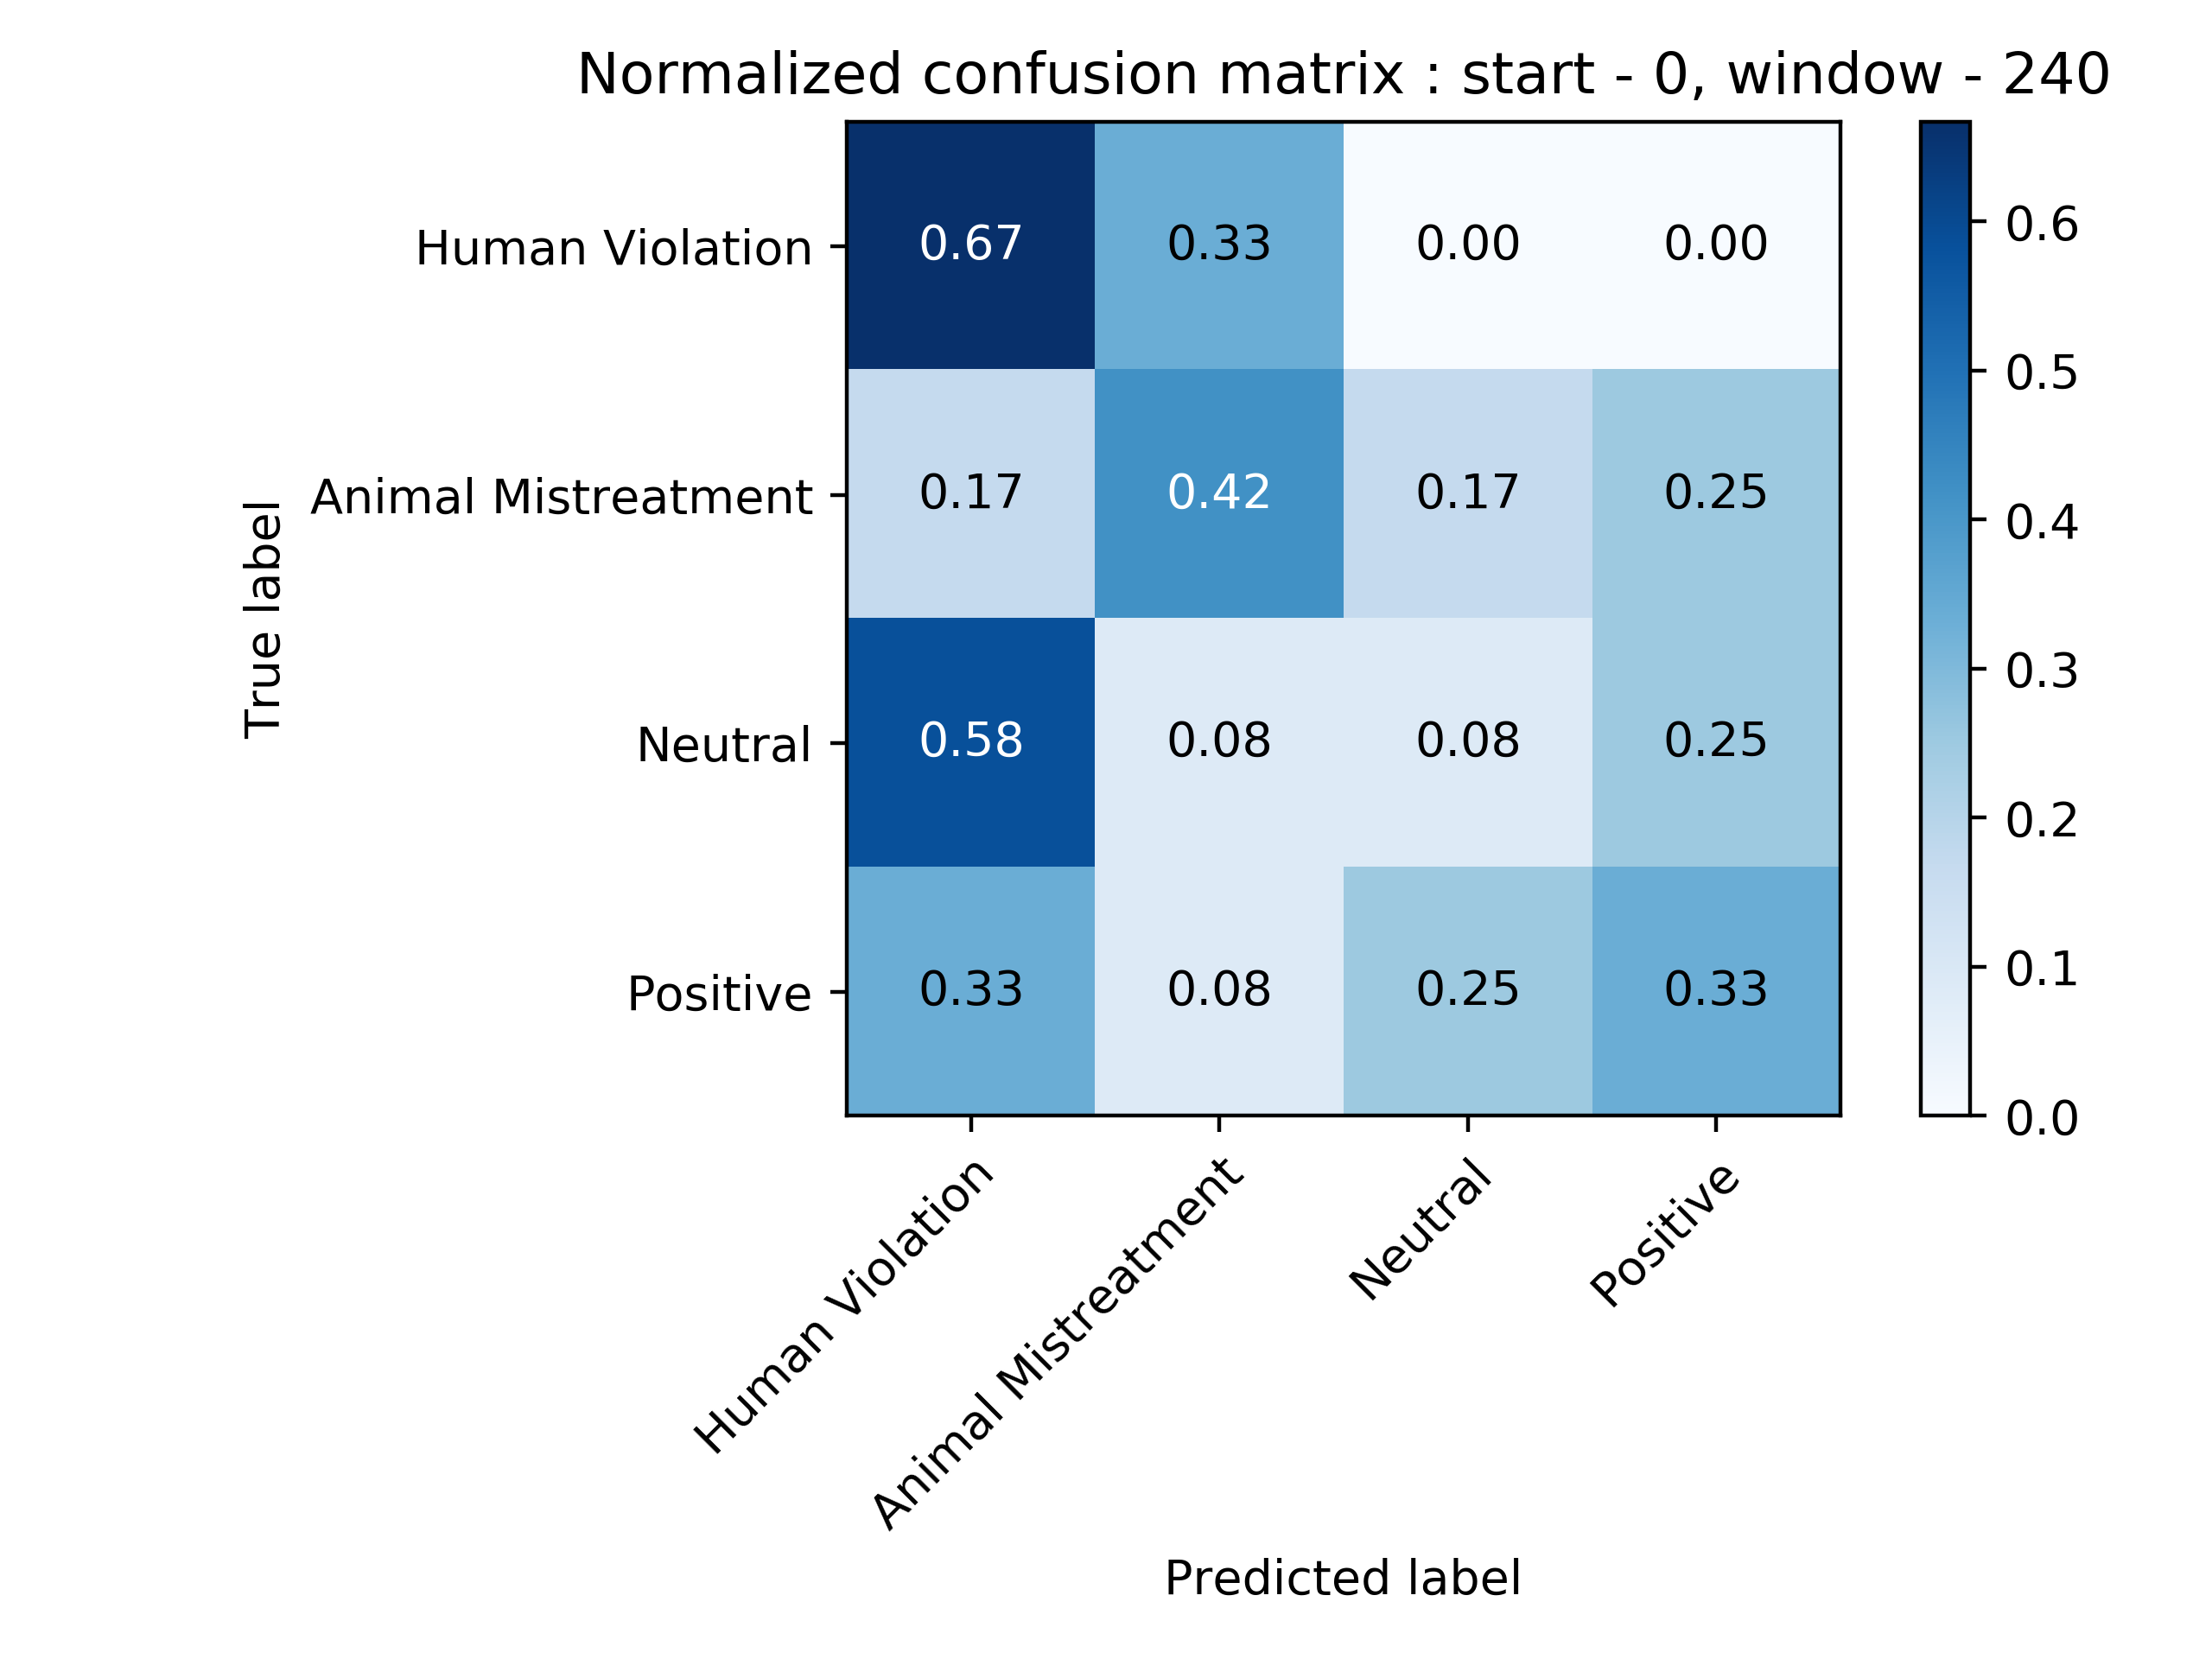 Normalized confusion matrix : start - 0, window - 240
Human Violation 0.67 0.33 0.00 0.00
Animal Mistreatment 0.17 0.42 0.17 0.25
Neutral 0.58 0.08 0.08 0.25
Positive 0.33 0.08 0.25 0.33
True label
Human Violation
Animal Mistreatment
Neutral
Positive
Predicted label
0.6
0.5
0.4
0.3
0.2
0.1
0.0